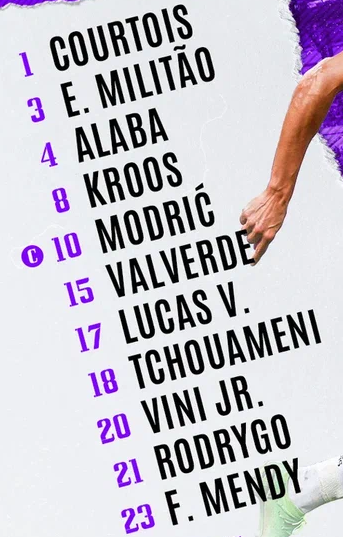 1 COURTOIS
3 E. MILITÃO
4 ALABA
8 KROOS
C 10 MODRIĆ
15 VALVERDE
17 LUCAS V.
18 TCHOUAMENI
20 VINI JR.
21 RODRYGO
23 F. MENDY